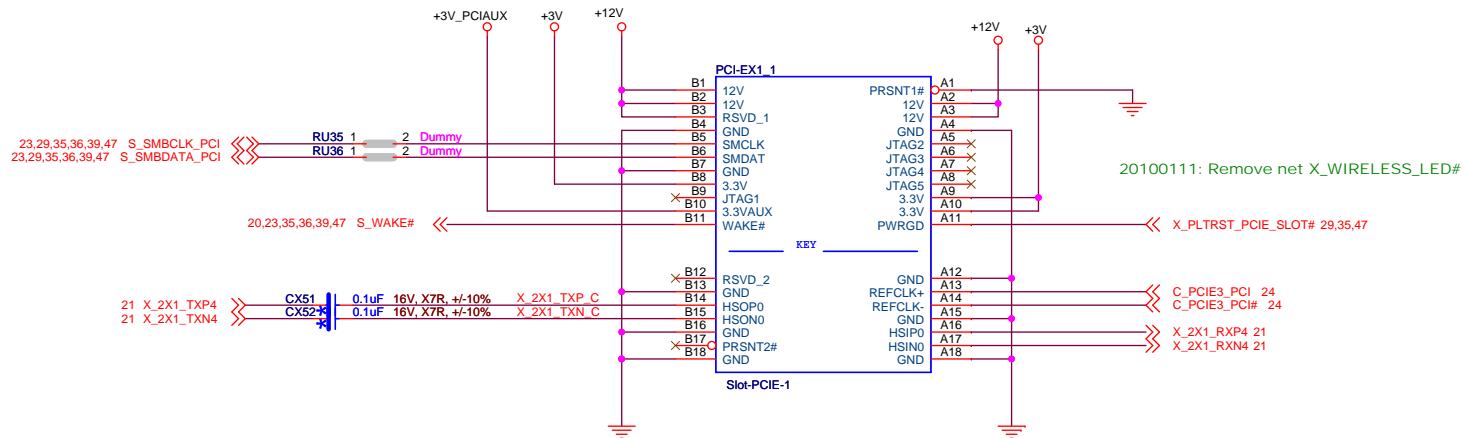 +3V_PCIAUX
+3V
+12V
+12V
+3V
PCI-EX1_1
B1 12V
B2 12V
B3 RSVD_1
B4 GND
B5 SMCLK
B6 SMDAT
B7 GND
B8 3.3V
B9 JTAG1
B10 3.3VAUX
B11 WAKE#
KEY
B12 RSVD_2
B13 GND
B14 HSOP0
B15 HSON0
B16 GND
B17 PRSNT2#
B18 GND
PRSNT1# A1
12V A2
12V A3
GND A4
JTAG2 A5
JTAG3 A6
JTAG4 A7
JTAG5 A8
3.3V A9
3.3V A10
PWRGD A11
GND A12
REFCLK+ A13
REFCLK- A14
GND A15
HSIP0 A16
HSIN0 A17
GND A18
Slot-PCIE-1
23,29,35,36,39,47 S_SMBCLK_PCI RU35 1 2 Dummy
23,29,35,36,39,47 S_SMBDATA_PCI RU36 1 2 Dummy
20,23,35,36,39,47 S_WAKE#
21 X_2X1_TXP4 CX51 0.1uF 16V, X7R, +/-10% X_2X1_TXP_C
21 X_2X1_TXN4 CX52 0.1uF 16V, X7R, +/-10% X_2X1_TXN_C
20100111: Remove net X_WIRELESS_LED#
X_PLTRST_PCIE_SLOT# 29,35,47
C_PCIE3_PCI 24
C_PCIE3_PCI# 24
X_2X1_RXP4 21
X_2X1_RXN4 21